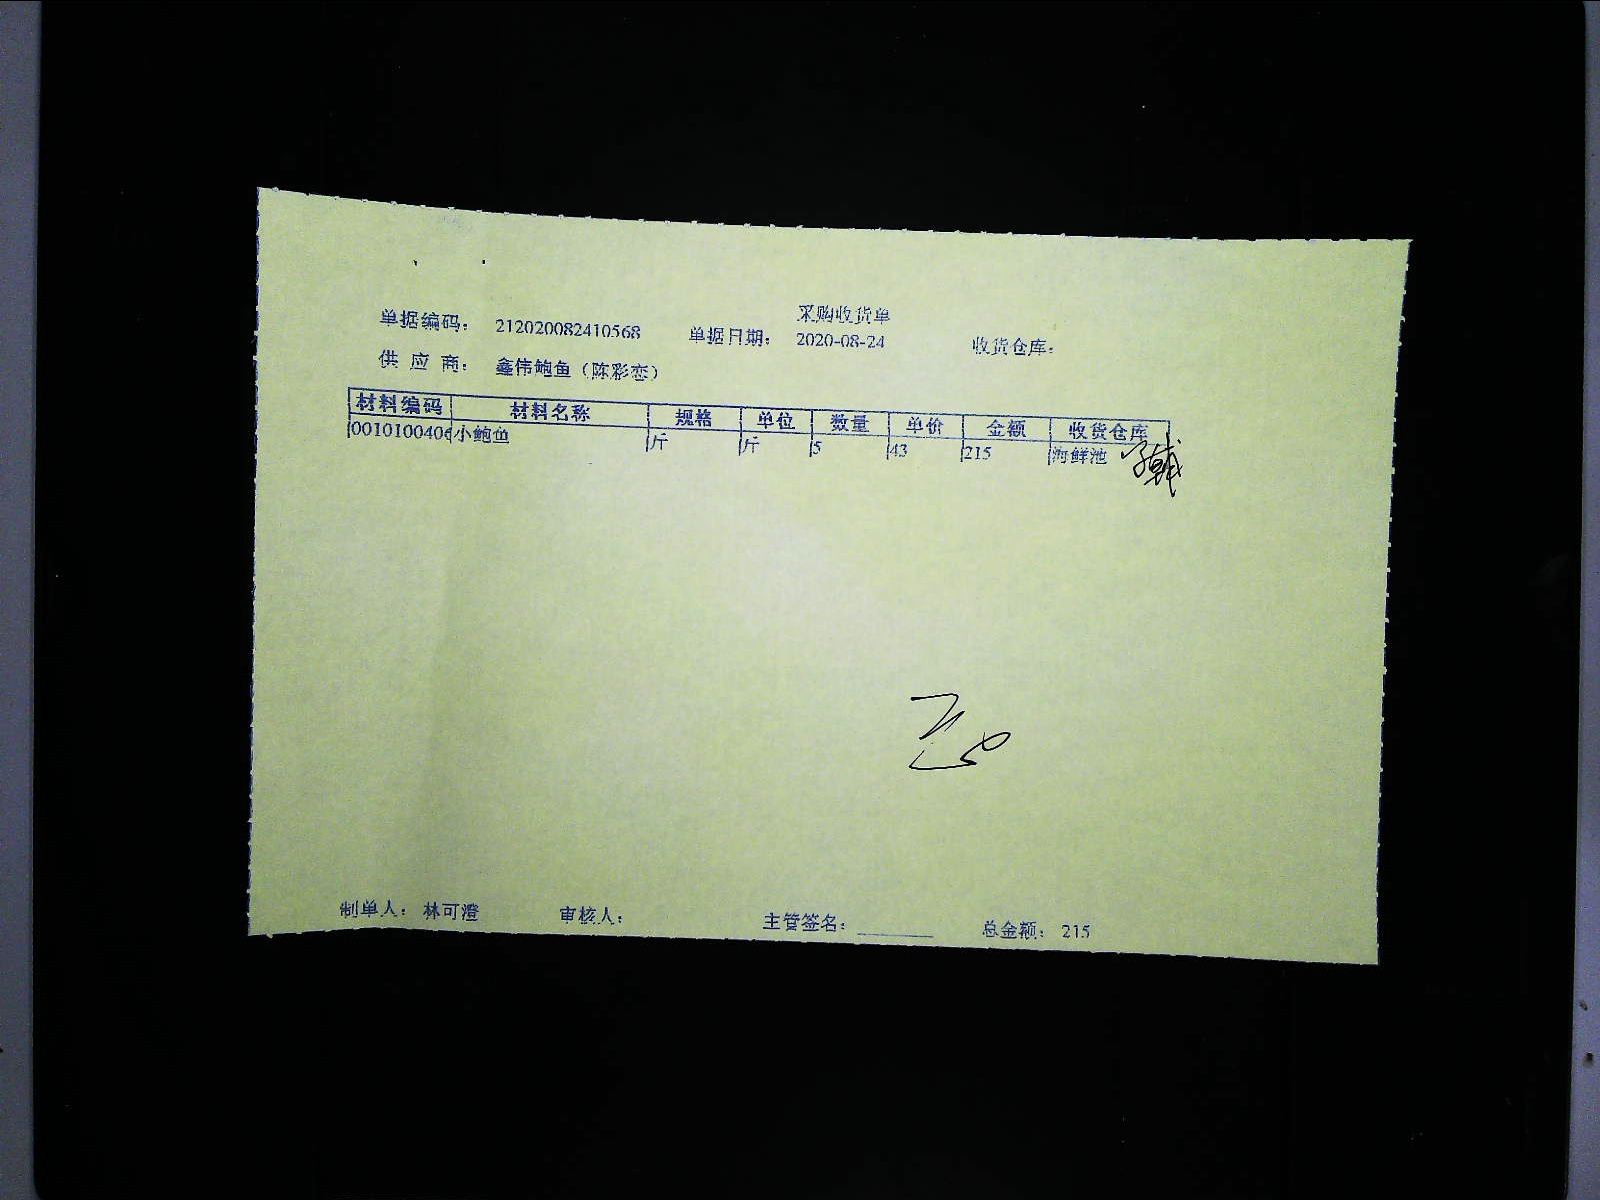 采购收货单
单据编码： 212020082410568 单据日期： 2020-08-24 收货仓库：
供 应 商： 鑫伟鲍鱼（陈彩恋）
材料编码 材料名称 规格 单位 数量 单价 金额 收货仓库
001010040 小鲍鱼 斤 斤 5 43 215 海鲜池
制单人： 林可澄 审核人： 主管签名： 总金额： 215